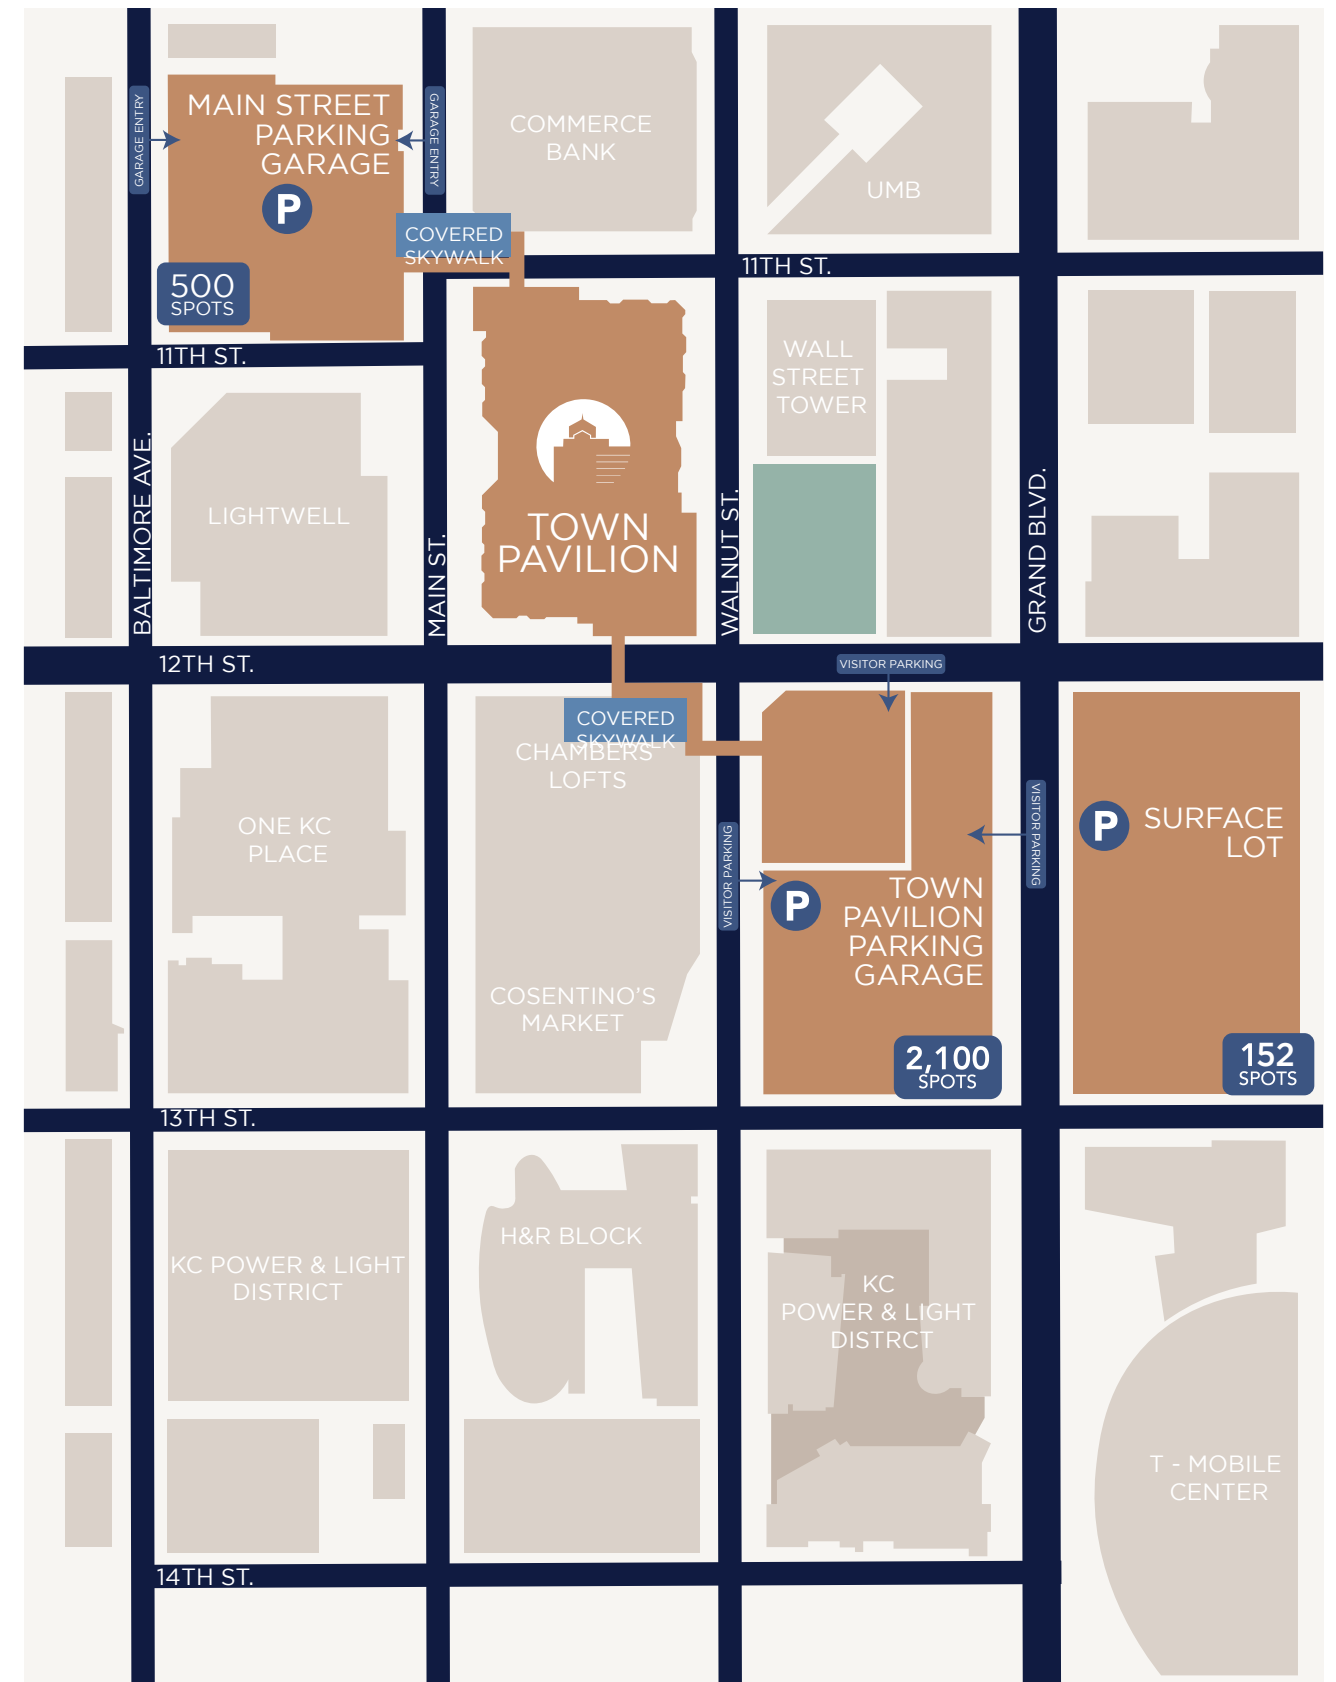 GARAGE ENTRY
MAIN STREET
PARKING
GARAGE
P
500
SPOTS
GARAGE ENTRY
COVERED
SKYWALK
COMMERCE
BANK
UMB
11TH ST.
11TH ST.
WALL
STREET
TOWER
BALTIMORE AVE.
LIGHTWELL
MAIN ST.
TOWN
PAVILION
WALNUT ST.
GRAND BLVD.
12TH ST.
VISITOR PARKING
COVERED
SKYWALK
CHAMBERS
LOFTS
ONE KC
PLACE
VISITOR PARKING
VISITOR PARKING
P
TOWN
PAVILION
PARKING
GARAGE
2,100
SPOTS
P
SURFACE
LOT
152
SPOTS
COSENTINO'S
MARKET
13TH ST.
KC POWER & LIGHT
DISTRICT
H&R BLOCK
KC
POWER & LIGHT
DISTRCT
T - MOBILE
CENTER
14TH ST.